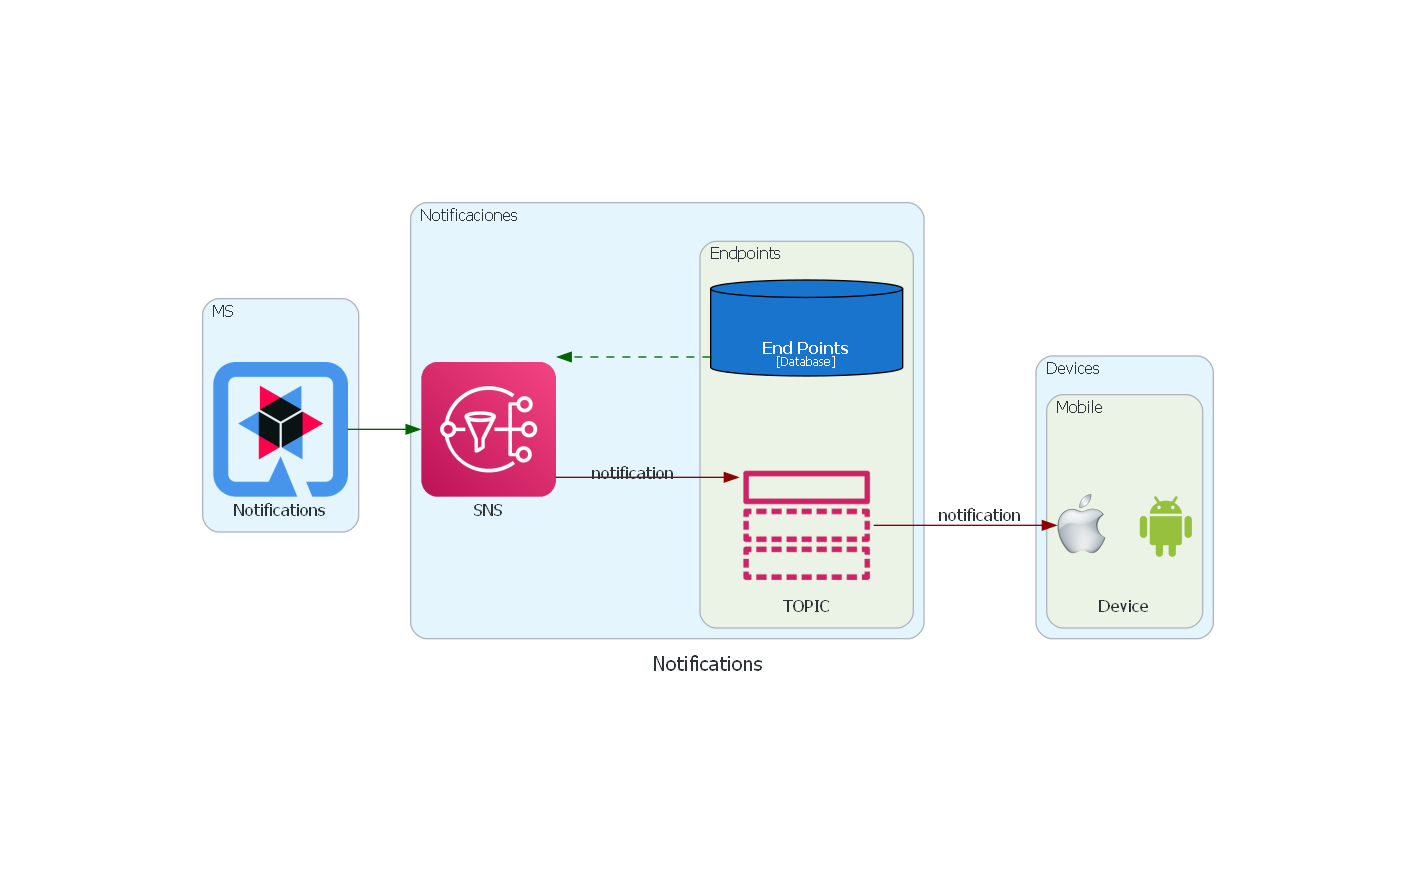 MS
Notifications
Notificaciones
SNS
notification
Endpoints
End Points
[Database]
TOPIC
notification
Devices
Mobile
Device
Notifications